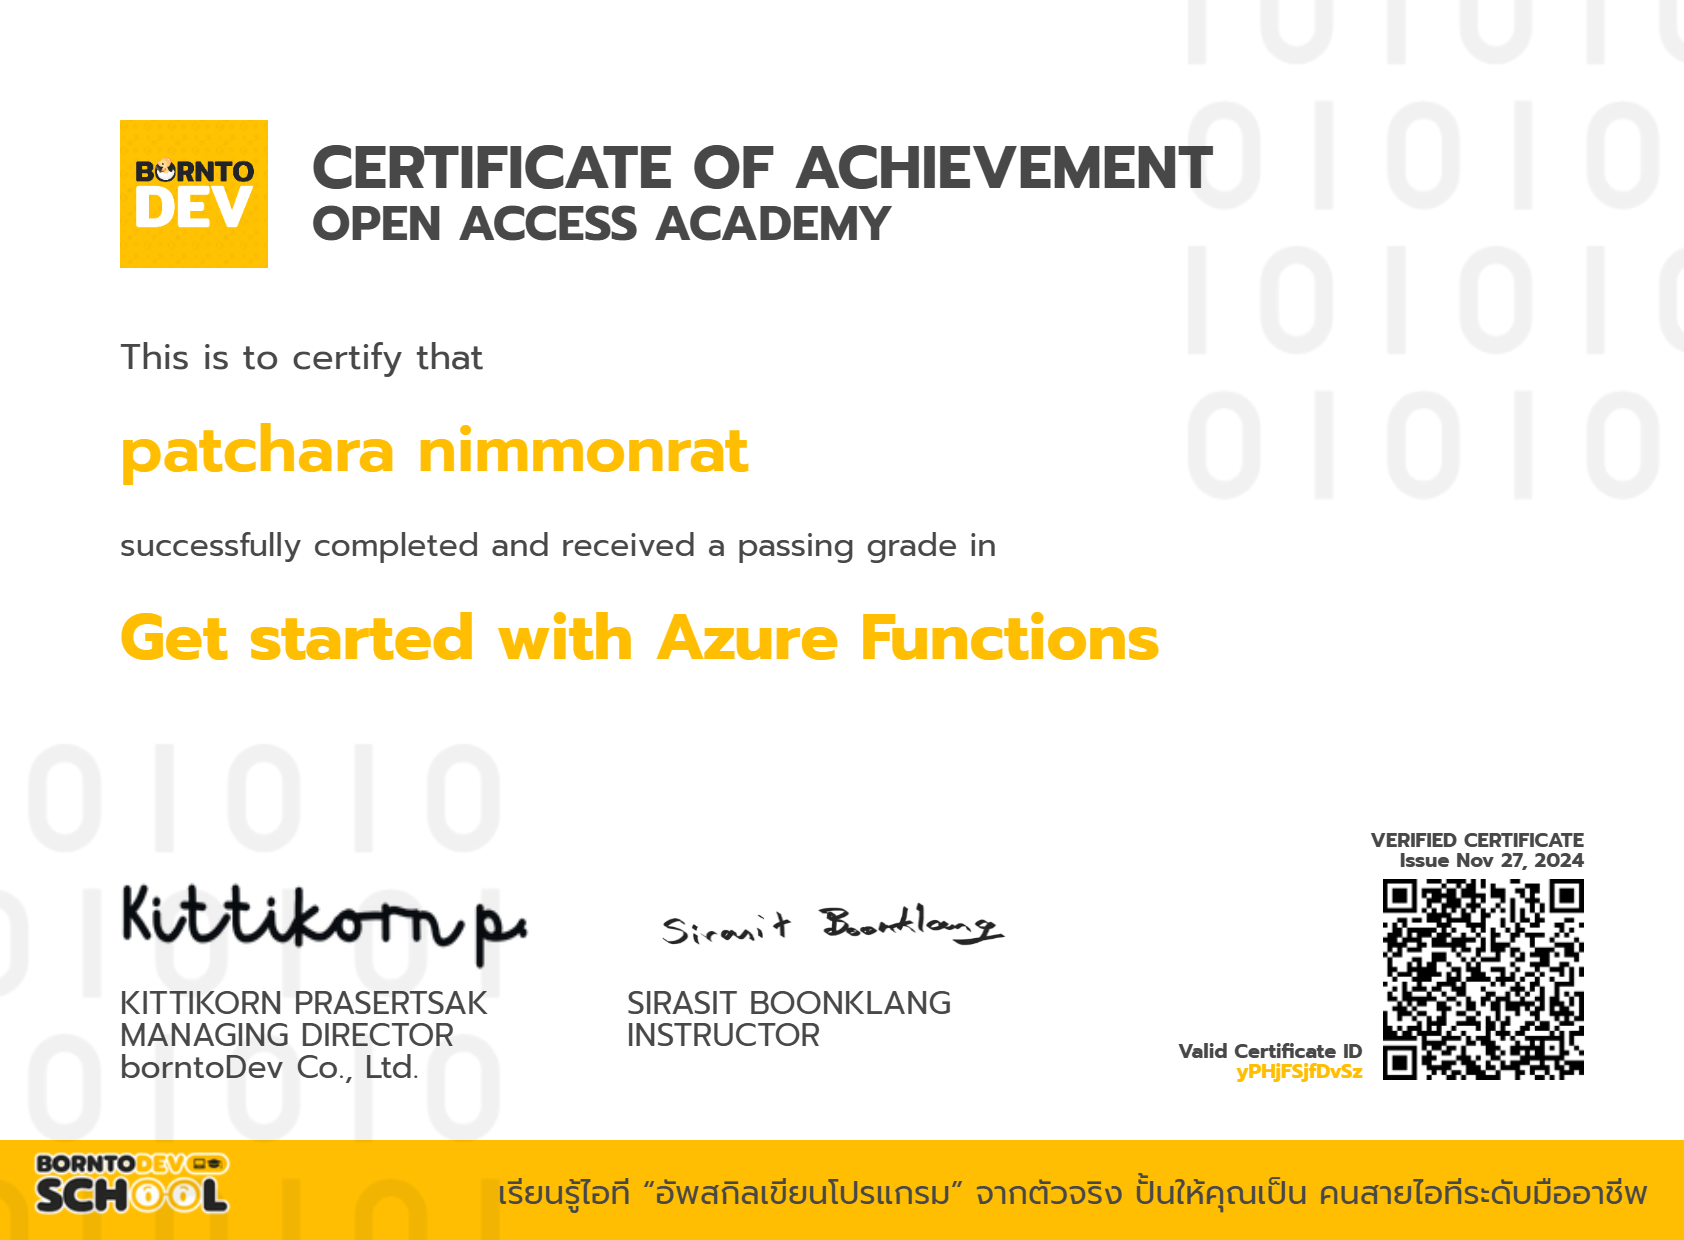 BORNTO
DEV
CERTIFICATE OF ACHIEVEMENT
OPEN ACCESS ACADEMY
This is to certify that
patchara nimmonrat
successfully completed and received a passing grade in
Get started with Azure Functions
VERIFIED CERTIFICATE
Issue Nov 27, 2024
Kittikorn p.
Sirasit Boonklang
KITTIKORN PRASERTSAK
MANAGING DIRECTOR
borntoDev Co., Ltd.
SIRASIT BOONKLANG
INSTRUCTOR
Valid Certificate ID
yPHjFSjfDvSz
BORNTODEV
SCHOOL
เรียนรู้ไอที “อัพสกิลเขียนโปรแกรม” จากตัวจริง ปั้นให้คุณเป็น คนสายไอทีระดับมืออาชีพ